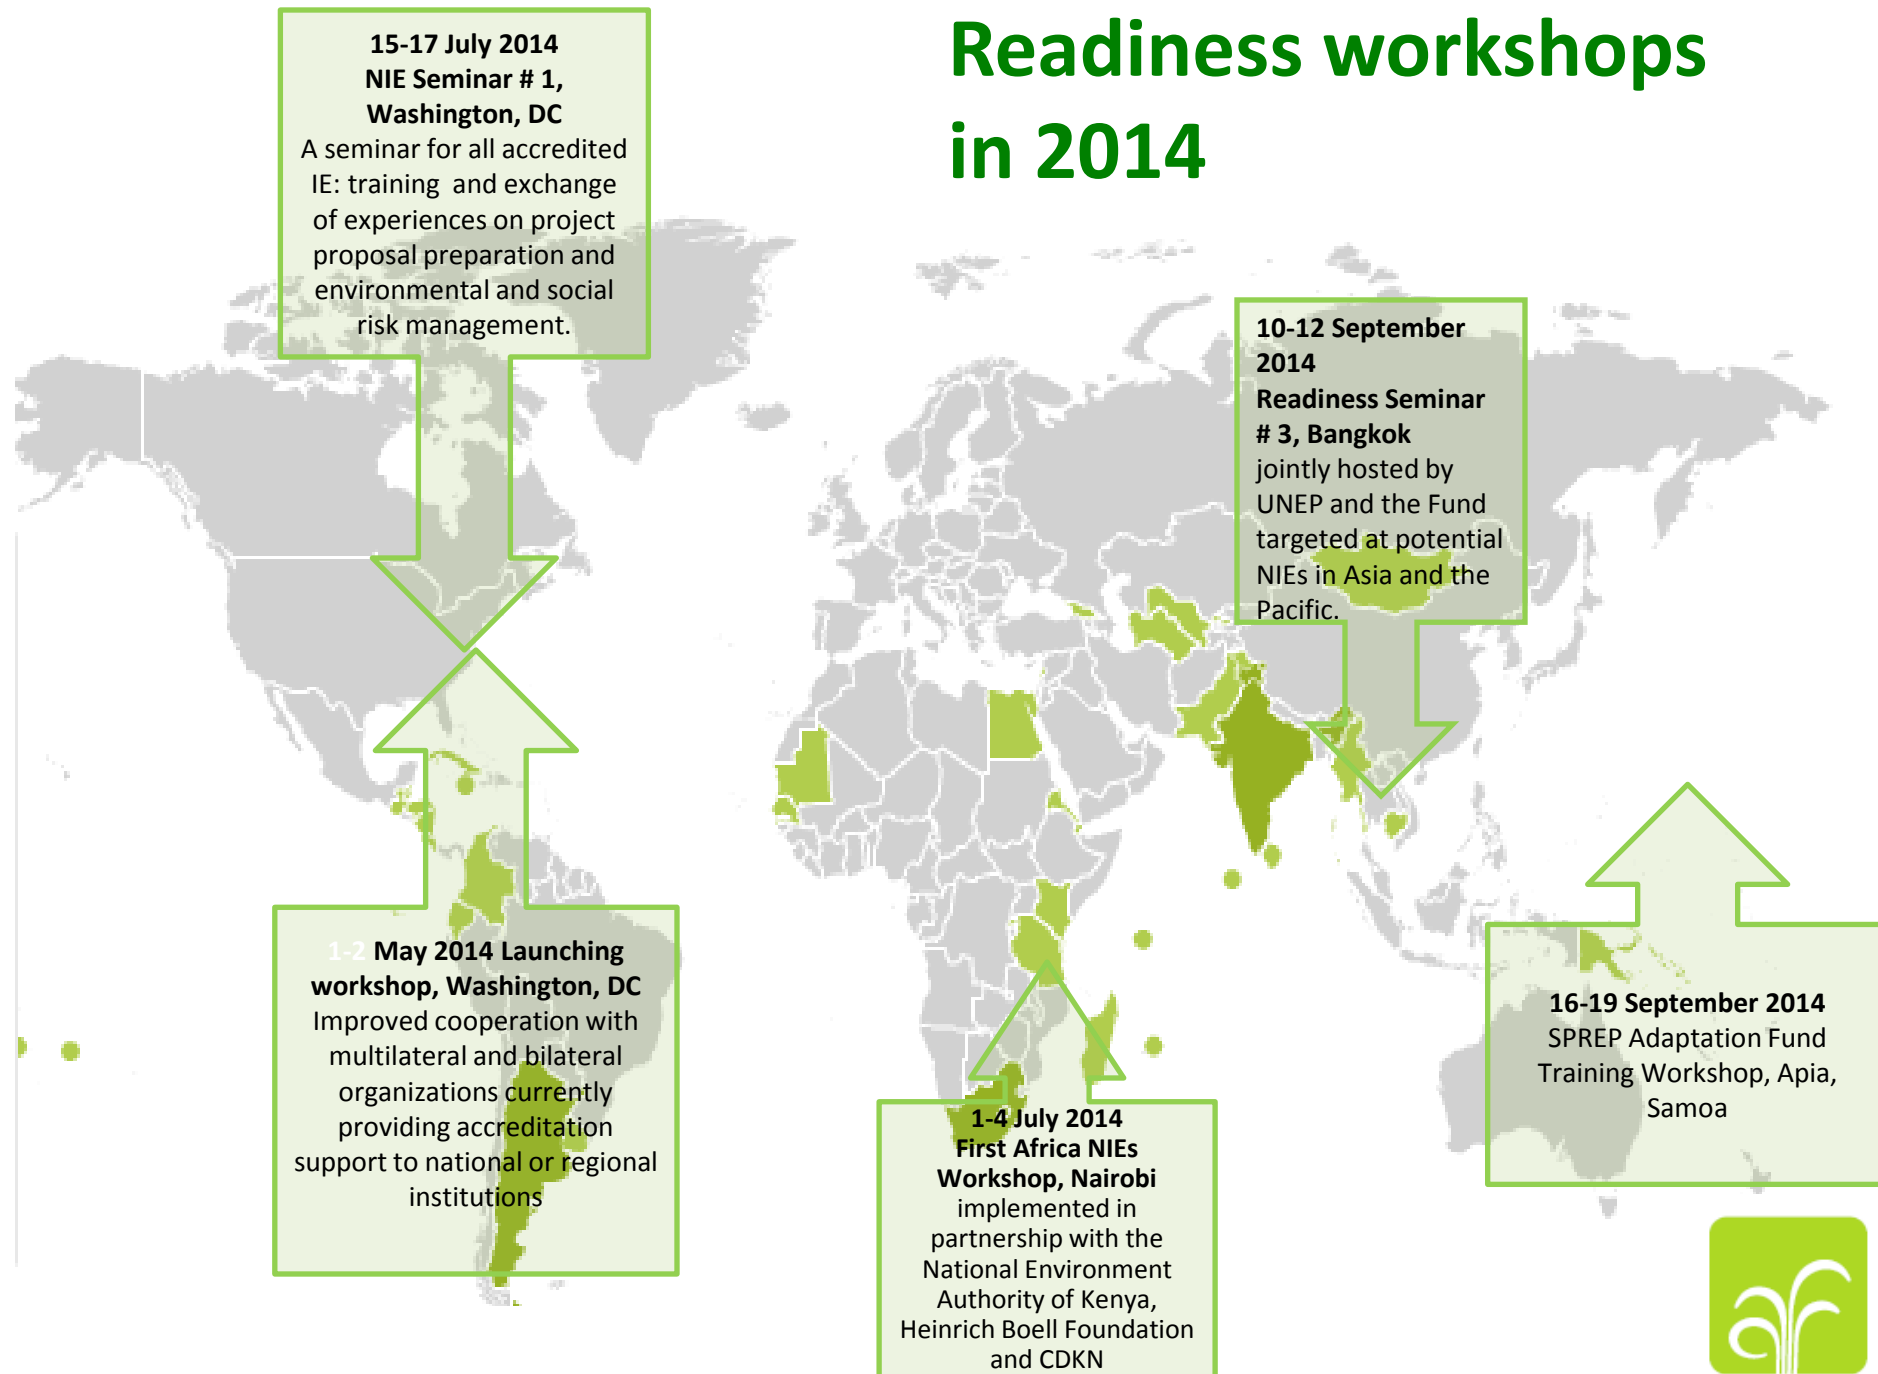 Readiness workshops
in 2014
15-17 July 2014
NIE Seminar # 1,
Washington, DC
A seminar for all accredited
IE: training and exchange
of experiences on project
proposal preparation and
environmental and social
risk management.
10-12 September
2014
Readiness Seminar
# 3, Bangkok
jointly hosted by
UNEP and the Fund
targeted at potential
NIEs in Asia and the
Pacific.
1-2 May 2014 Launching
workshop, Washington, DC
Improved cooperation with
multilateral and bilateral
organizations currently
providing accreditation
support to national or regional
institutions
1-4 July 2014
First Africa NIEs
Workshop, Nairobi
implemented in
partnership with the
National Environment
Authority of Kenya,
Heinrich Boell Foundation
and CDKN
16-19 September 2014
SPREP Adaptation Fund
Training Workshop, Apia,
Samoa